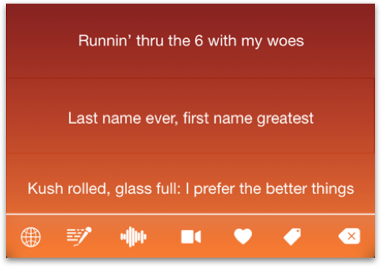 Runnin’ thru the 6 with my woes
Last name ever, first name greatest
Kush rolled, glass full: I prefer the better things